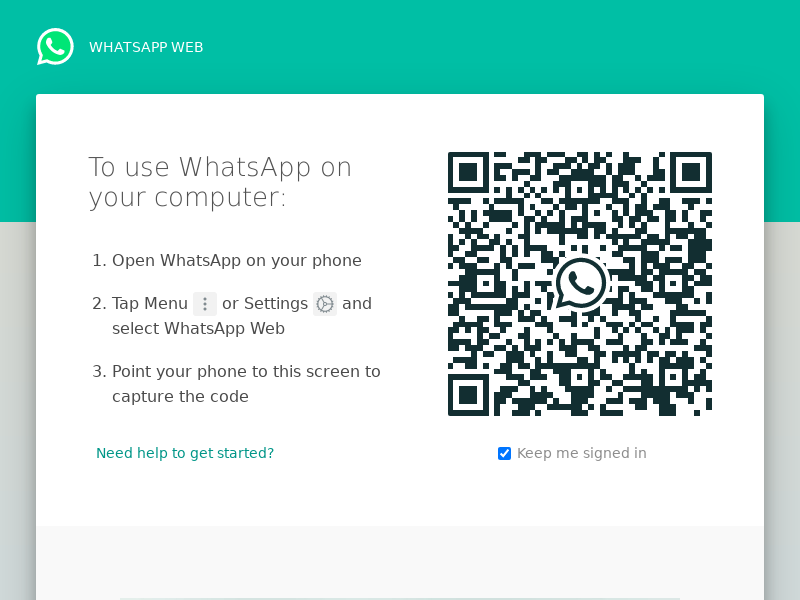 WHATSAPP WEB
To use WhatsApp on
your computer:
1. Open WhatsApp on your phone
2. Tap Menu or Settings and
select WhatsApp Web
3. Point your phone to this screen to
capture the code
Need help to get started?
Keep me signed in